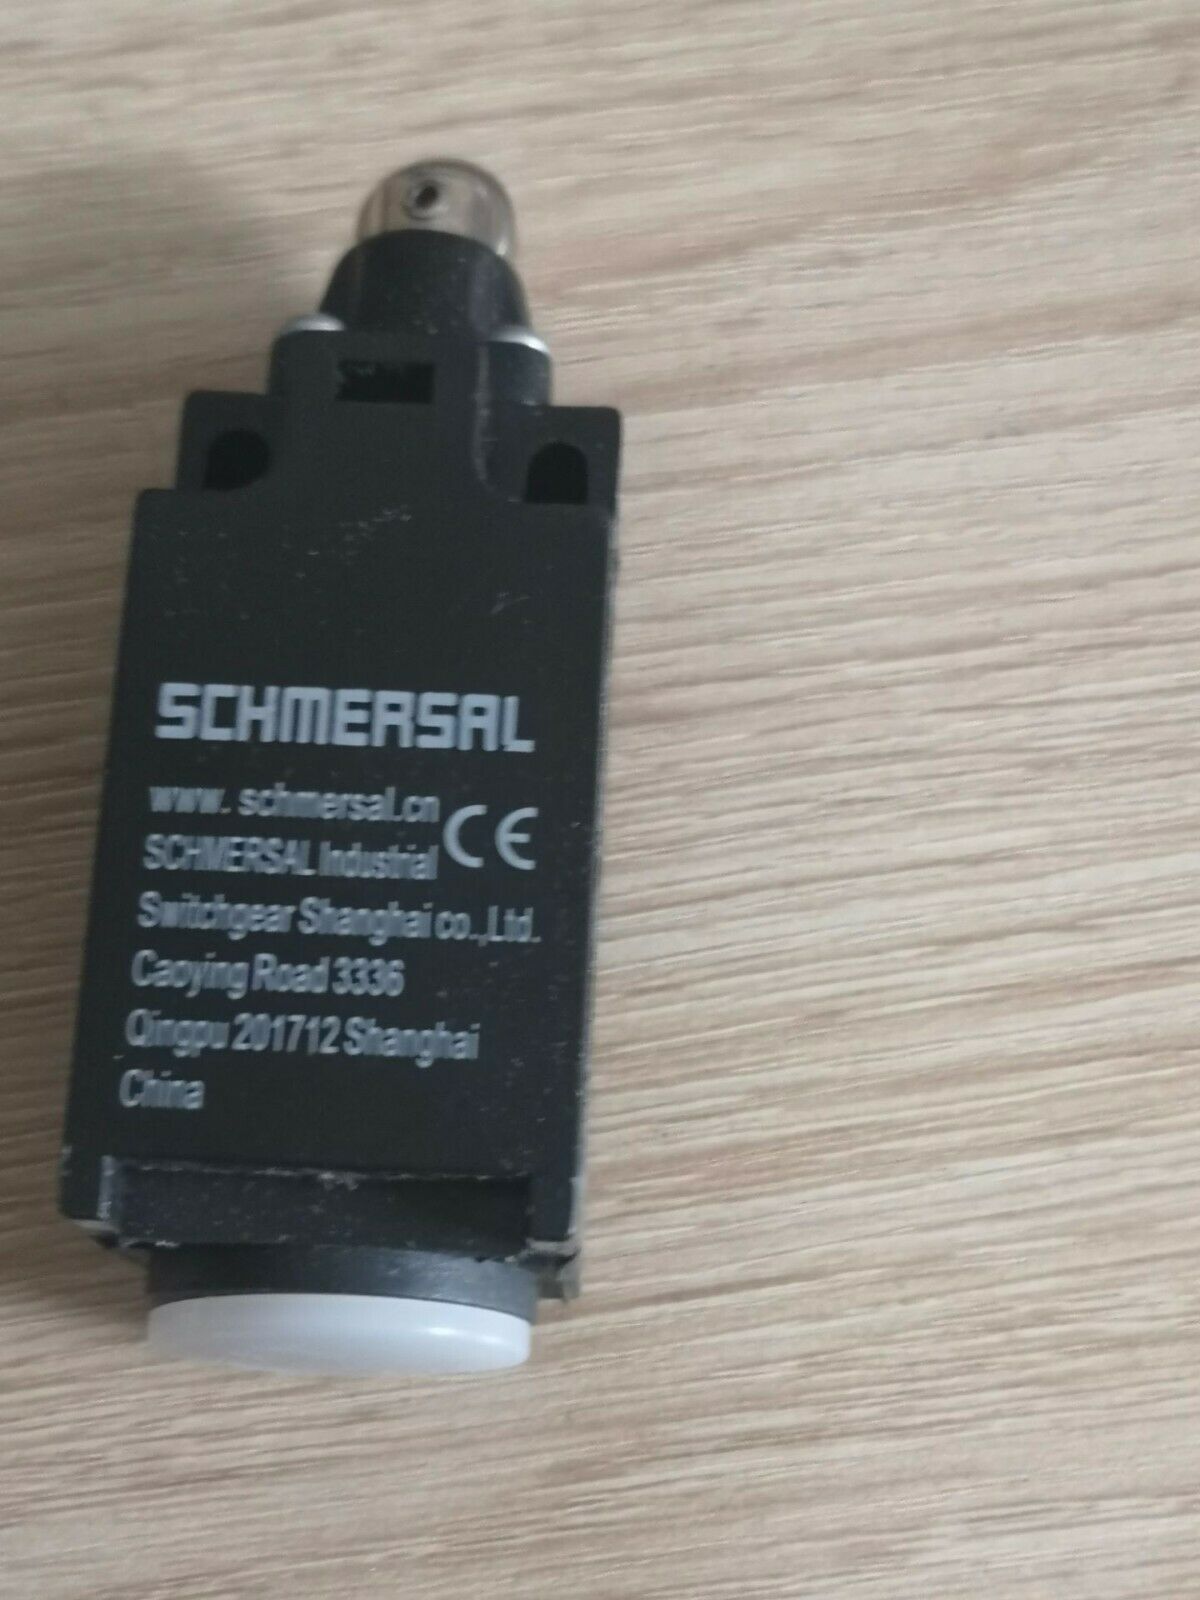 SCHMERSAL
www.schmersal.cn
CE
SCHMERSAL Industrial
Switchgear Shanghai co.,Ltd.
Caoying Road 3336
Qingpu 201712 Shanghai
China